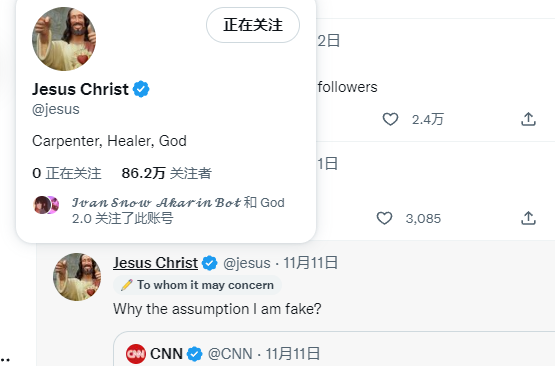 正在关注
Jesus Christ
@jesus
Carpenter, Healer, God
0 正在关注 86.2万 关注者
𝓘𝓿𝓪𝓷 𝓢𝓷𝓸𝔀 𝓐𝓴𝓪𝓻𝓲𝓷 𝓑𝓸𝓽 和 God
2.0 关注了此账号
2日
followers
2.4万
1日
3,085
Jesus Christ @jesus · 11月11日
To whom it may concern
Why the assumption I am fake?
CNN CNN @CNN · 11月11日
..